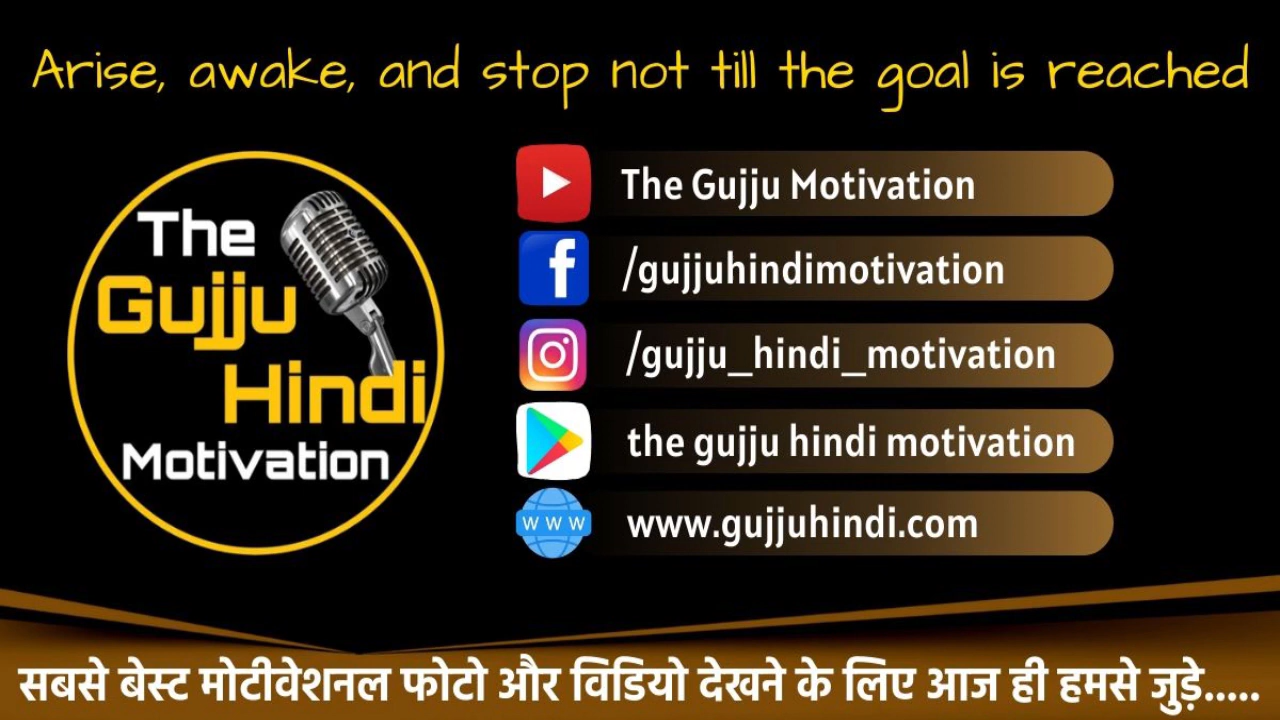 Arise, awake, and stop not till the goal is reached
The
Gujju
Hindi
Motivation
The Gujju Motivation
/gujjuhindimotivation
/gujju_hindi_motivation
the gujju hindi motivation
WWW
www.gujjuhindi.com
सबसे बेस्ट मोटीवेशनल फोटो और विडियो देखने के लिए आज ही हमसे जुड़े.....